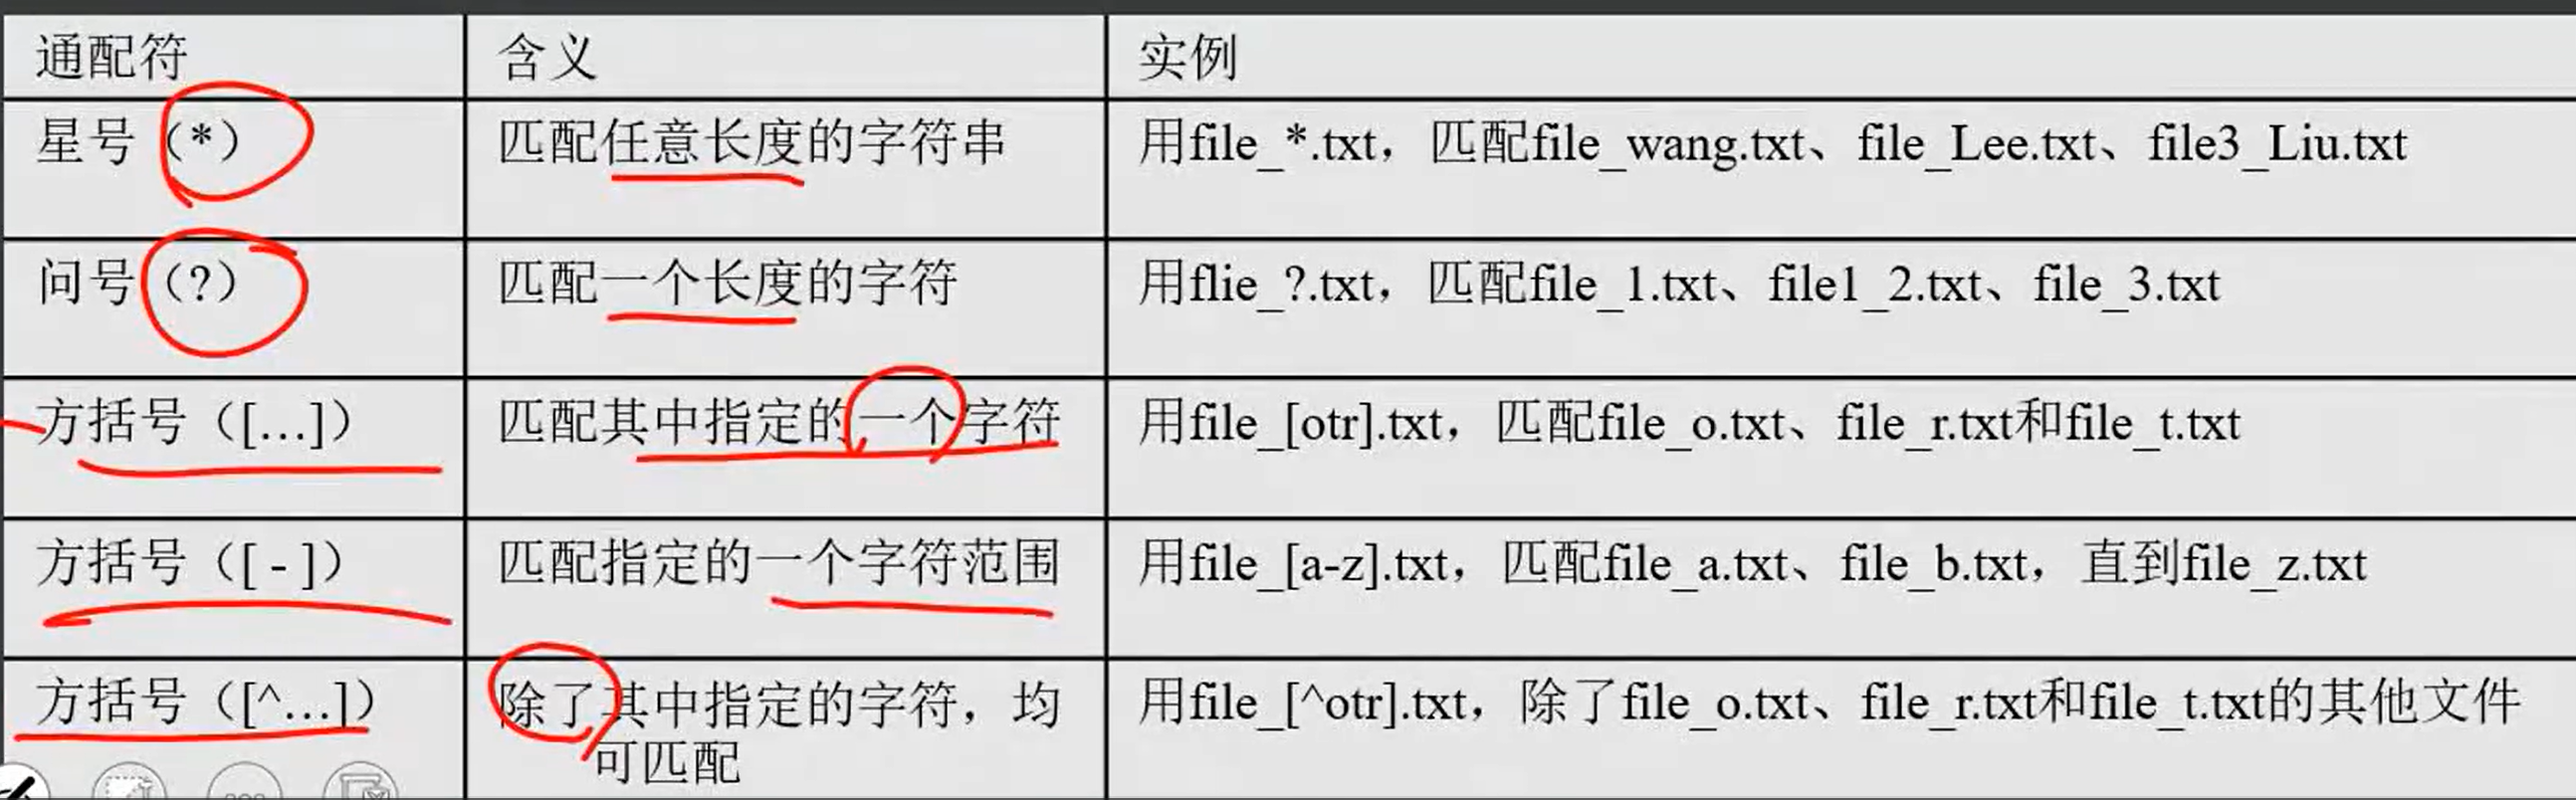 通配符 含义 实例
星号（*） 匹配任意长度的字符串 用file_*.txt，匹配file_wang.txt、file_Lee.txt、file3_Liu.txt
问号（?） 匹配一个长度的字符 用flie_?.txt，匹配file_1.txt、file1_2.txt、file_3.txt
方括号（[...]） 匹配其中指定的一个字符 用file_[otr].txt，匹配file_o.txt、file_r.txt和file_t.txt
方括号（[ - ]） 匹配指定的一个字符范围 用file_[a-z].txt，匹配file_a.txt、file_b.txt，直到file_z.txt
方括号（[^...]） 除了其中指定的字符，均 用file_[^otr].txt，除了file_o.txt、file_r.txt和file_t.txt的其他文件
可匹配